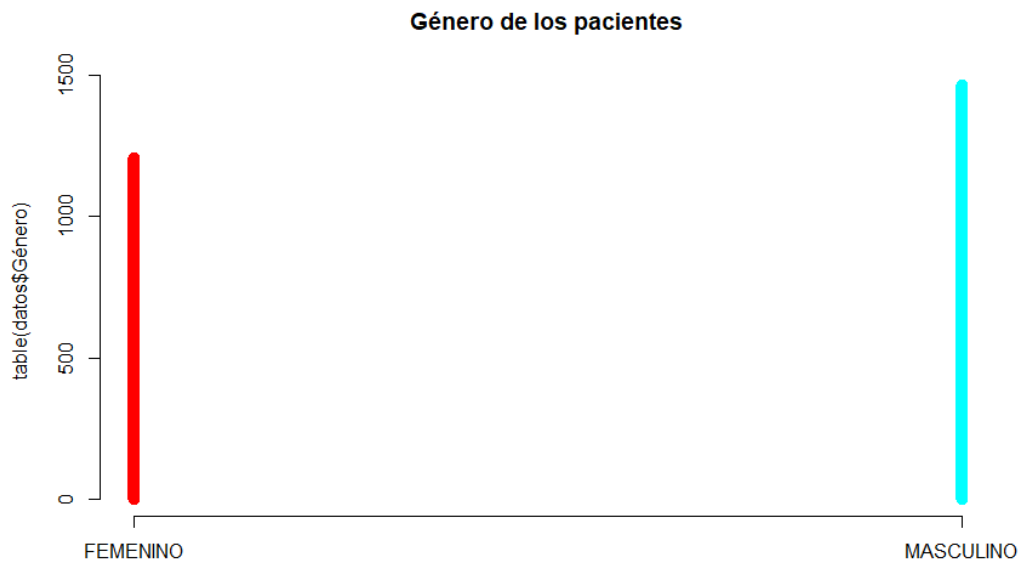 Género de los pacientes
table(datos$Género)
1500
1000
500
0
FEMENINO
MASCULINO